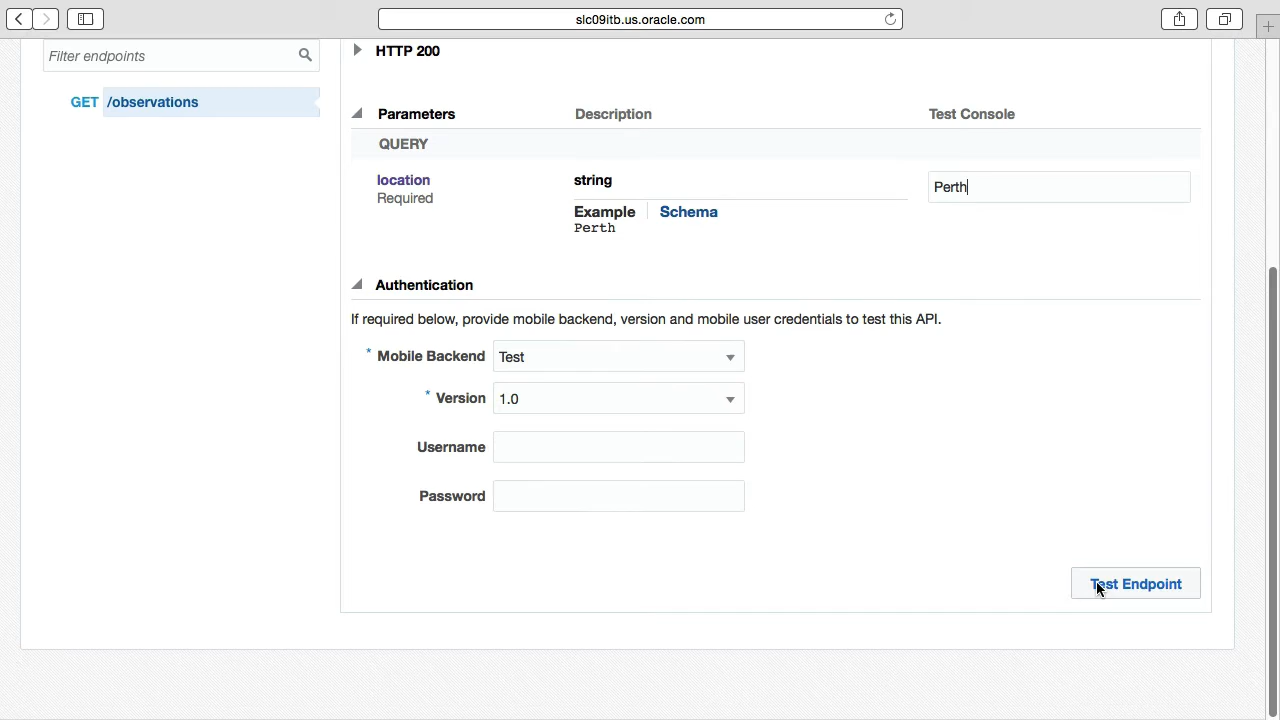 slc09itb.us.oracle.com
Filter endpoints
GET /observations
HTTP 200
Parameters Description Test Console
QUERY
location string Perth
Required
Example Schema
Perth
Authentication
If required below, provide mobile backend, version and mobile user credentials to test this API.
* Mobile Backend Test
* Version 1.0
Username
Password
Test Endpoint